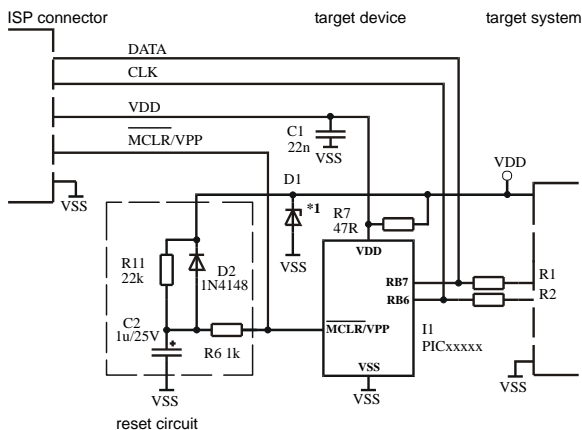 ISP connector
target device
target system
DATA
CLK
VDD
C1
22n
VSS
MCLR/VPP
VDD
VSS
D1
*1
R7
47R
R11
22k
D2
1N4148
VSS
VDD
RB7
R1
RB6
R2
C2
1u/25V
MCLR/VPP
I1
PICxxxxx
R6 1k
VSS
VSS
VSS
VSS
reset circuit